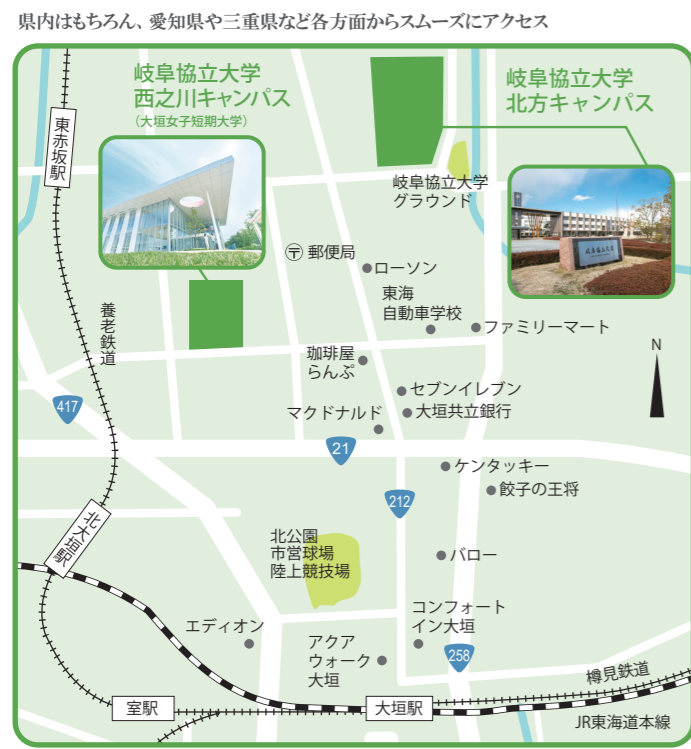 県内はもちろん、愛知県や三重県など各方面からスムーズにアクセス
岐阜協立大学
西之川キャンパス
（大垣女子短期大学）
岐阜協立大学
北方キャンパス
東赤坂駅
岐阜協立大学
グラウンド
岐阜協立大学
〒郵便局
ローソン
東海
自動車学校
ファミリーマート
養老鉄道
珈琲屋
らんぷ
N
セブンイレブン
大垣共立銀行
マクドナルド
417
21
ケンタッキー
餃子の王将
212
北大垣駅
北公園
市営球場
陸上競技場
バロー
コンフォート
イン大垣
エディオン
アクア
ウォーク
大垣
258
樽見鉄道
室駅
大垣駅
JR東海道本線